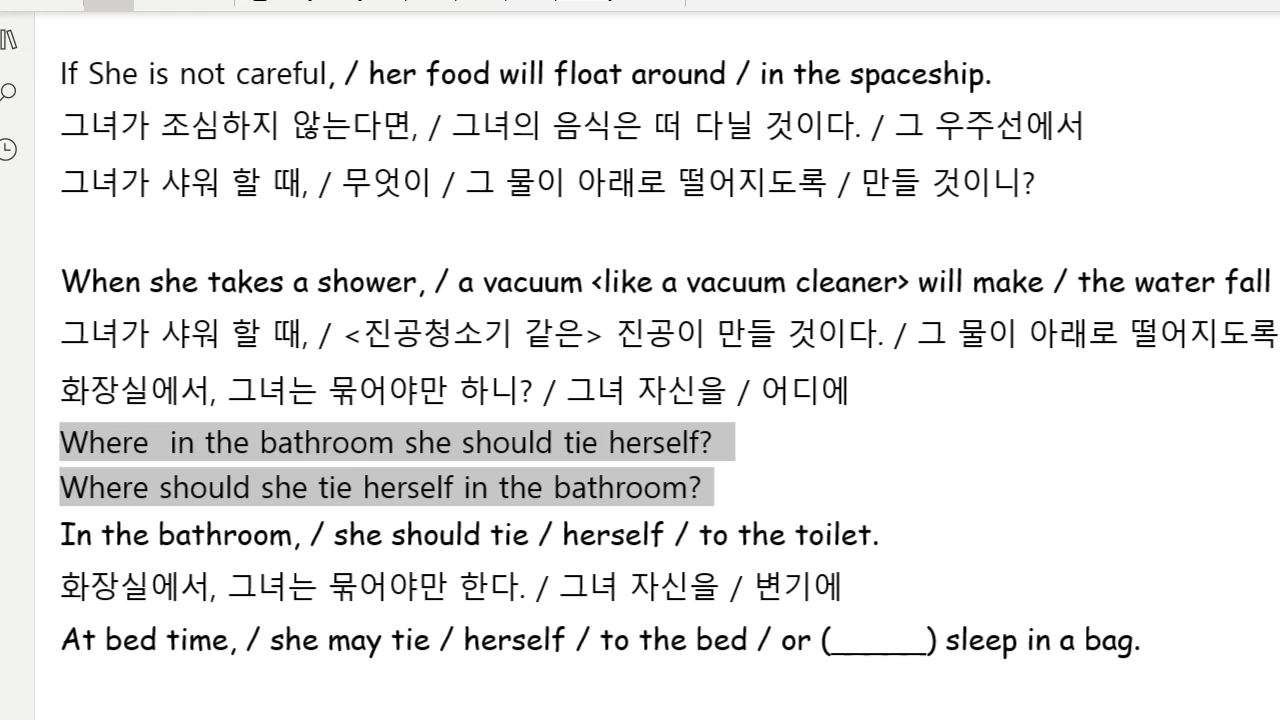 If She is not careful, / her food will float around / in the spaceship.
그녀가 조심하지 않는다면, / 그녀의 음식은 떠 다닐 것이다. / 그 우주선에서
그녀가 샤워 할 때, / 무엇이 / 그 물이 아래로 떨어지도록 / 만들 것이니?
When she takes a shower, / a vacuum <like a vacuum cleaner> will make / the water fall
그녀가 샤워 할 때, / <진공청소기 같은> 진공이 만들 것이다. / 그 물이 아래로 떨어지도록
화장실에서, 그녀는 묶어야만 하니? / 그녀 자신을 / 어디에
Where  in the bathroom she should tie herself?
Where should she tie herself in the bathroom?
In the bathroom, / she should tie / herself / to the toilet.
화장실에서, 그녀는 묶어야만 한다. / 그녀 자신을 / 변기에
At bed time, / she may tie / herself / to the bed / or (______) sleep in a bag.